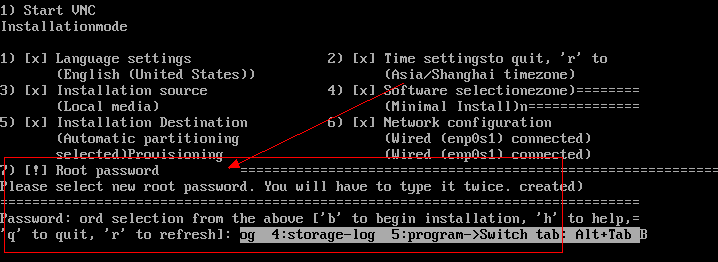 1) Start VNC
Installationmode
1) [x] Language settings 2) [x] Time settingsto quit, 'r' to
(English (United States)) (Asia/Shanghai timezone)
3) [x] Installation source 4) [x] Software selectionezone)========
(Local media) (Minimal Install)n==============
5) [x] Installation Destination 6) [x] Network configuration
(Automatic partitioning (Wired (enp0s1) connected)
selected)Provisioning (Wired (enp0s1) connected)
7) [!] Root password ================================================================
Please select new root password. You will have to type it twice. created)
================================================================================
Password: ord selection from the above ['b' to begin installation, 'h' to help,=
'q' to quit, 'r' to refresh]: og 4:storage-log 5:program->Switch tab: Alt+Tab B